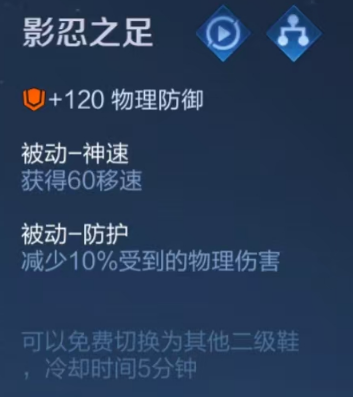 影忍之足
+120 物理防御
被动-神速
获得60移速
被动-防护
减少10%受到的物理伤害
可以免费切换为其他二级鞋
，冷却时间5分钟